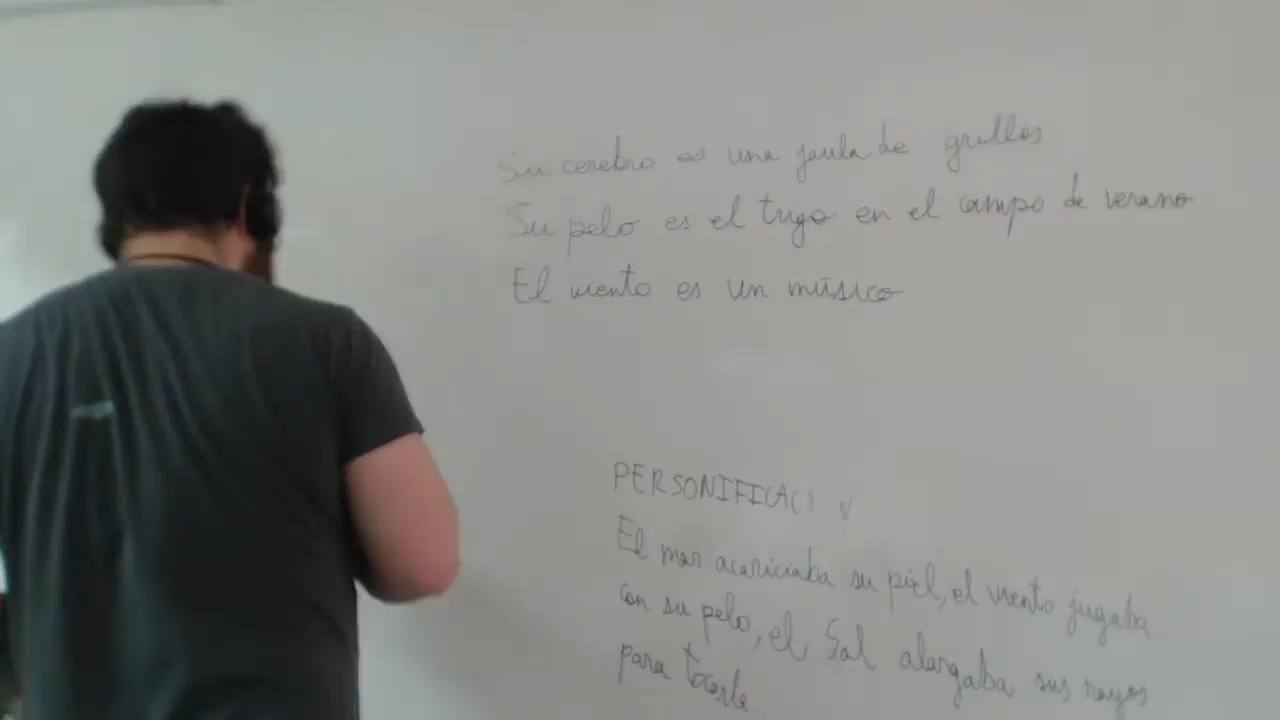 Su cerebro es una jaula de grillos
Su pelo es el trigo en el campo de verano
El viento es un músico
PERSONIFICACI N
El mar acariciaba su piel, el viento jugaba
con su pelo, el Sol alargaba sus rayos
para tocarla.